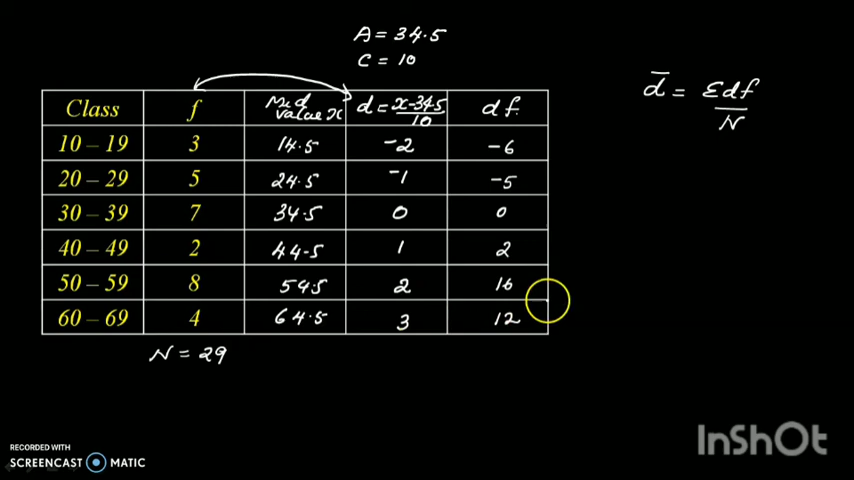 A = 34.5
C = 10
Class f Mid value x d = x-34.5/10 df
10 – 19 3 14.5 -2 -6
20 – 29 5 24.5 -1 -5
30 – 39 7 34.5 0 0
40 – 49 2 44.5 1 2
50 – 59 8 54.5 2 16
60 – 69 4 64.5 3 12
N = 29
d̄ = Σdf/N
RECORDED WITH
SCREENCAST MATIC
InShOt